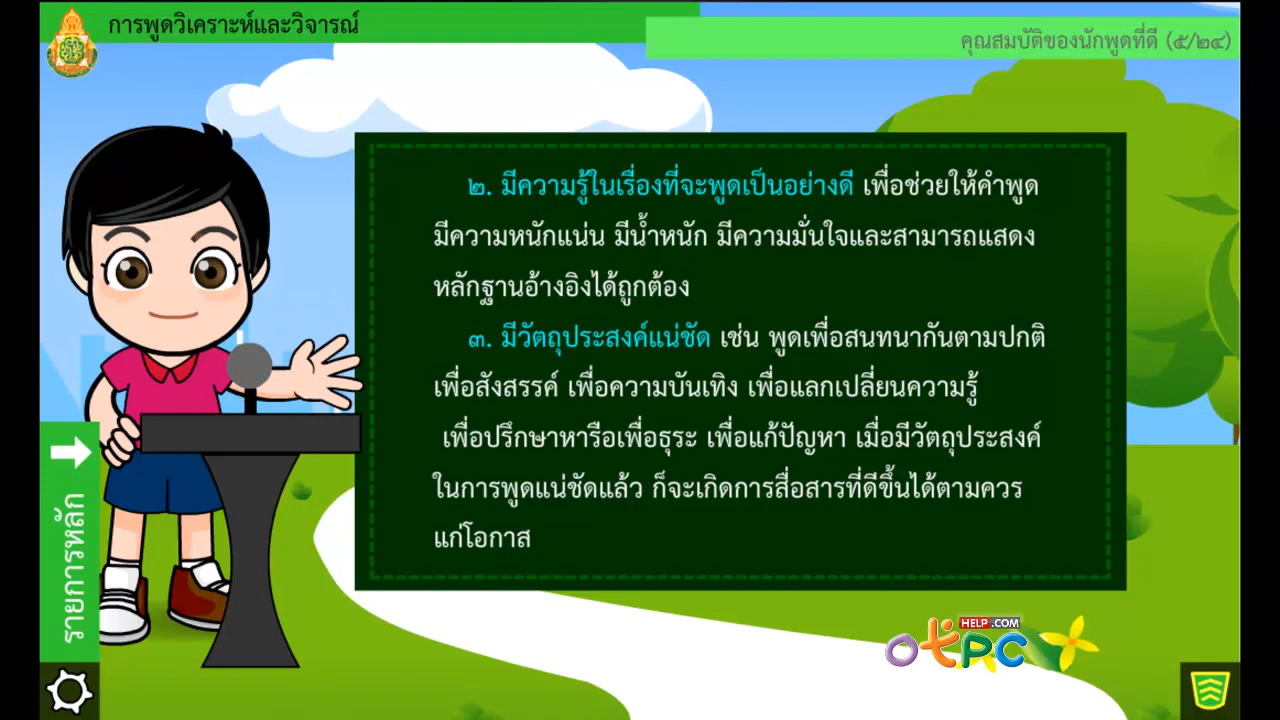 การพูดวิเคราะห์และวิจารณ์
คุณสมบัติของนักพูดที่ดี (๕/๒๔)
๒. มีความรู้ในเรื่องที่จะพูดเป็นอย่างดี เพื่อช่วยให้คำพูด
มีความหนักแน่น มีน้ำหนัก มีความมั่นใจและสามารถแสดง
หลักฐานอ้างอิงได้ถูกต้อง
๓. มีวัตถุประสงค์แน่ชัด เช่น พูดเพื่อสนทนากันตามปกติ
เพื่อสังสรรค์ เพื่อความบันเทิง เพื่อแลกเปลี่ยนความรู้
เพื่อปรึกษาหารือเพื่อธุระ เพื่อแก้ปัญหา เมื่อมีวัตถุประสงค์
ในการพูดแน่ชัดแล้ว ก็จะเกิดการสื่อสารที่ดีขึ้นได้ตามควร
แก่โอกาส
รายการหลัก
HELP.COM
otpc